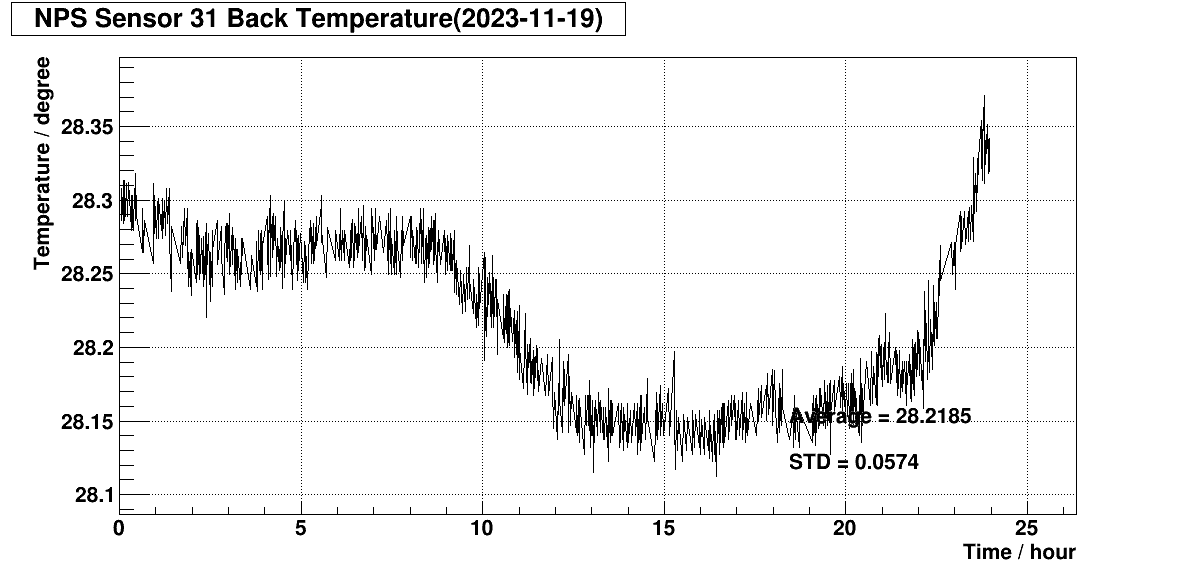 NPS Sensor 31 Back Temperature(2023-11-19)
Temperature / degree
28.35
28.3
28.25
28.2
28.15
28.1
Average = 28.2185
STD = 0.0574
0 5 10 15 20 25
Time / hour